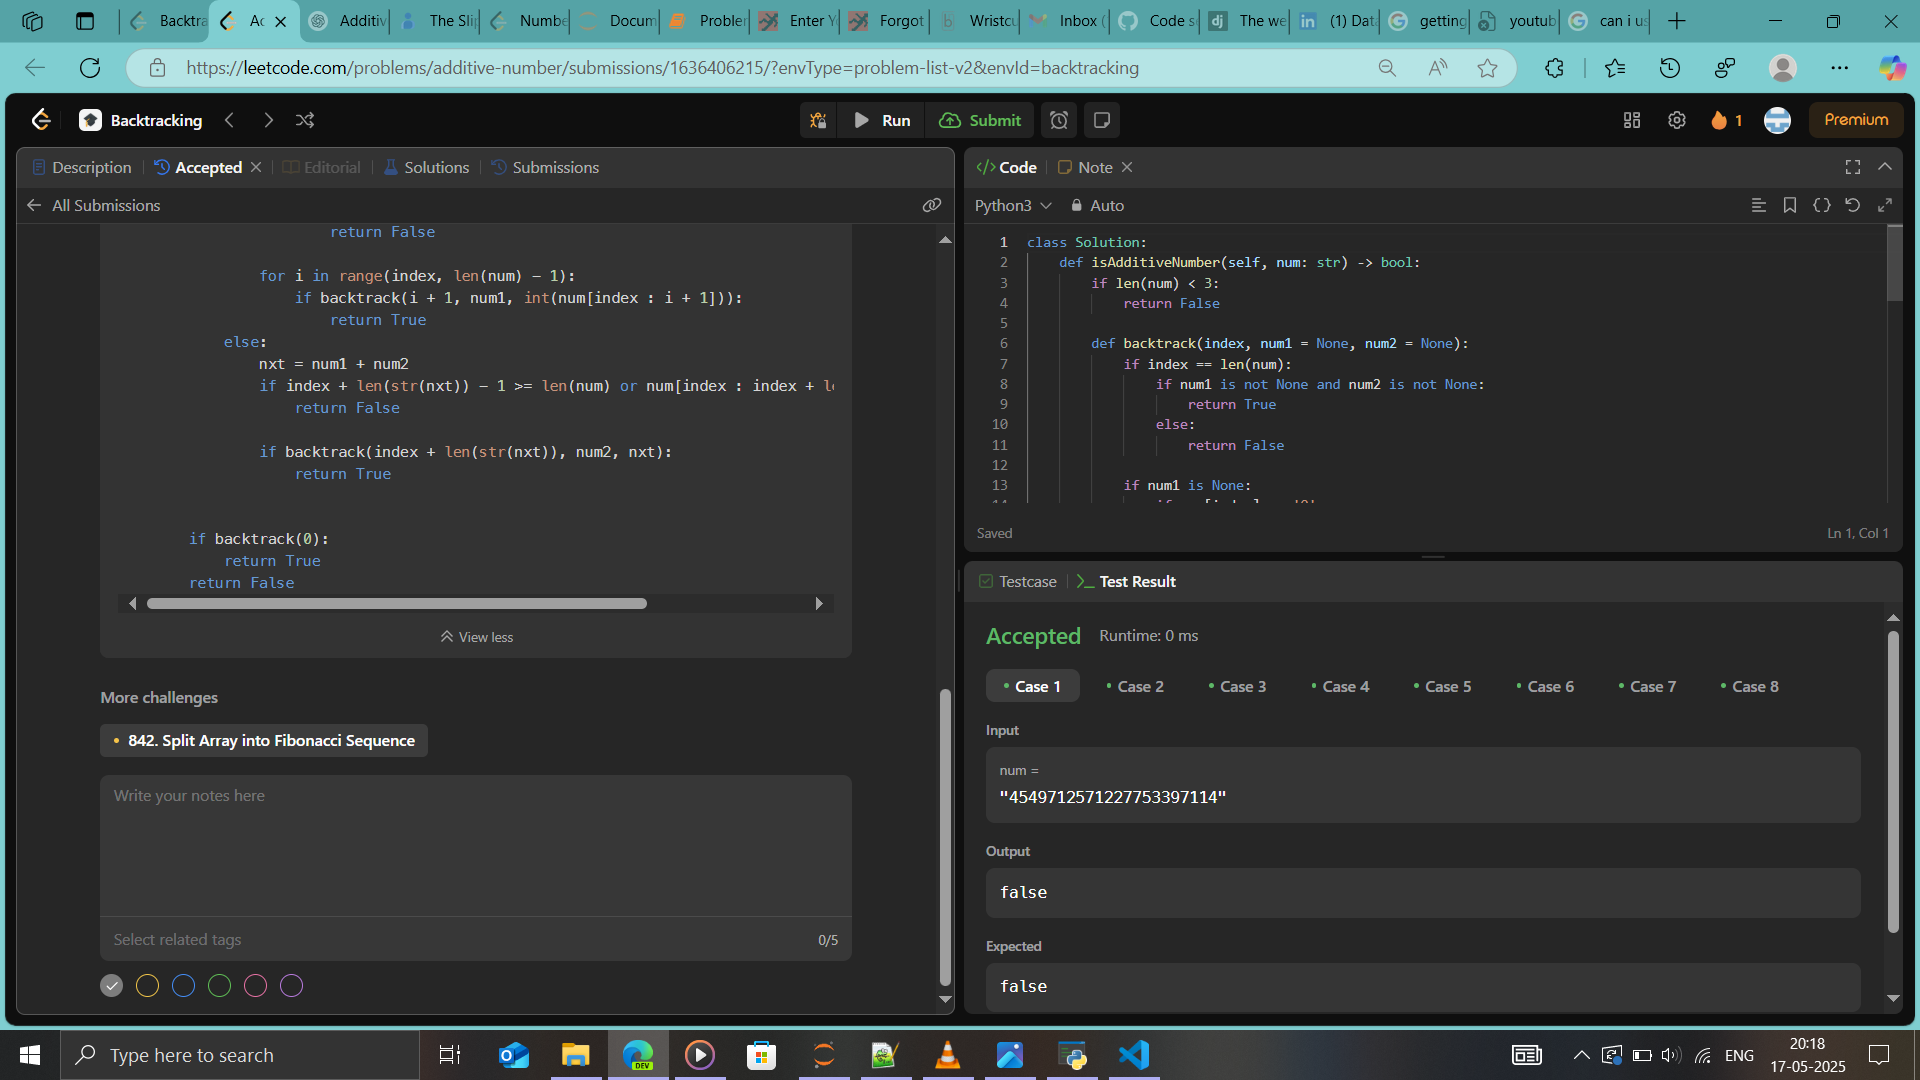 Backtra
Ac
Additiv
The Slip
Numbe
Docum
Problem
Enter Yo
Forgot
Wristcu
Inbox (
Code se
The we
(1) Data
getting
youtub
can i us
https://leetcode.com/problems/additive-number/submissions/1636406215/?envType=problem-list-v2&envId=backtracking
Backtracking
Run
Submit
1
Premium
Description
Accepted
Editorial
Solutions
Submissions
All Submissions
return False
for i in range(index, len(num) - 1):
if backtrack(i + 1, num1, int(num[index : i + 1])):
return True
else:
nxt = num1 + num2
if index + len(str(nxt)) - 1 >= len(num) or num[index : index + le
return False
if backtrack(index + len(str(nxt)), num2, nxt):
return True
if backtrack(0):
return True
return False
View less
More challenges
842. Split Array into Fibonacci Sequence
Write your notes here
Select related tags
0/5
Code
Note
Python3
Auto
1 class Solution:
2 def isAdditiveNumber(self, num: str) -> bool:
3 if len(num) < 3:
4 return False
5
6 def backtrack(index, num1 = None, num2 = None):
7 if index == len(num):
8 if num1 is not None and num2 is not None:
9 return True
10 else:
11 return False
12
13 if num1 is None:
Saved
Ln 1, Col 1
Testcase
Test Result
Accepted
Runtime: 0 ms
Case 1
Case 2
Case 3
Case 4
Case 5
Case 6
Case 7
Case 8
Input
num =
"4549712571227753397114"
Output
false
Expected
false
Type here to search
DEV
ENG
20:18
17-05-2025